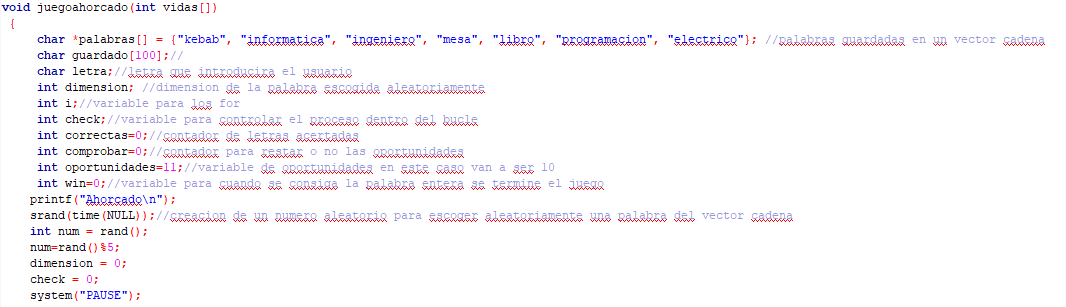 void juegoahorcado(int vidas[])
{
char *palabras[] = {"kebab", "informatica", "ingeniero", "mesa", "libro", "programacion", "electrico"}; //palabras guardadas en un vector cadena
char guardado[100];//
char letra;//letra que introducira el usuario
int dimension; //dimension de la palabra escogida aleatoriamente
int i;//variable para los for
int check;//variable para controlar el proceso dentro del bucle
int correctas=0;//contador de letras acertadas
int comprobar=0;//contador para restar o no las oportunidades
int oportunidades=11;//variable de oportunidades en este caso van a ser 10
int win=0;//variable para cuando se consiga la palabra entera se termine el juego
printf("Ahorcado\n");
srand(time(NULL));//creacion de un numero aleatorio para escoger aleatoriamente una palabra del vector cadena
int num = rand();
num=rand()%5;
dimension = 0;
check = 0;
system("PAUSE");